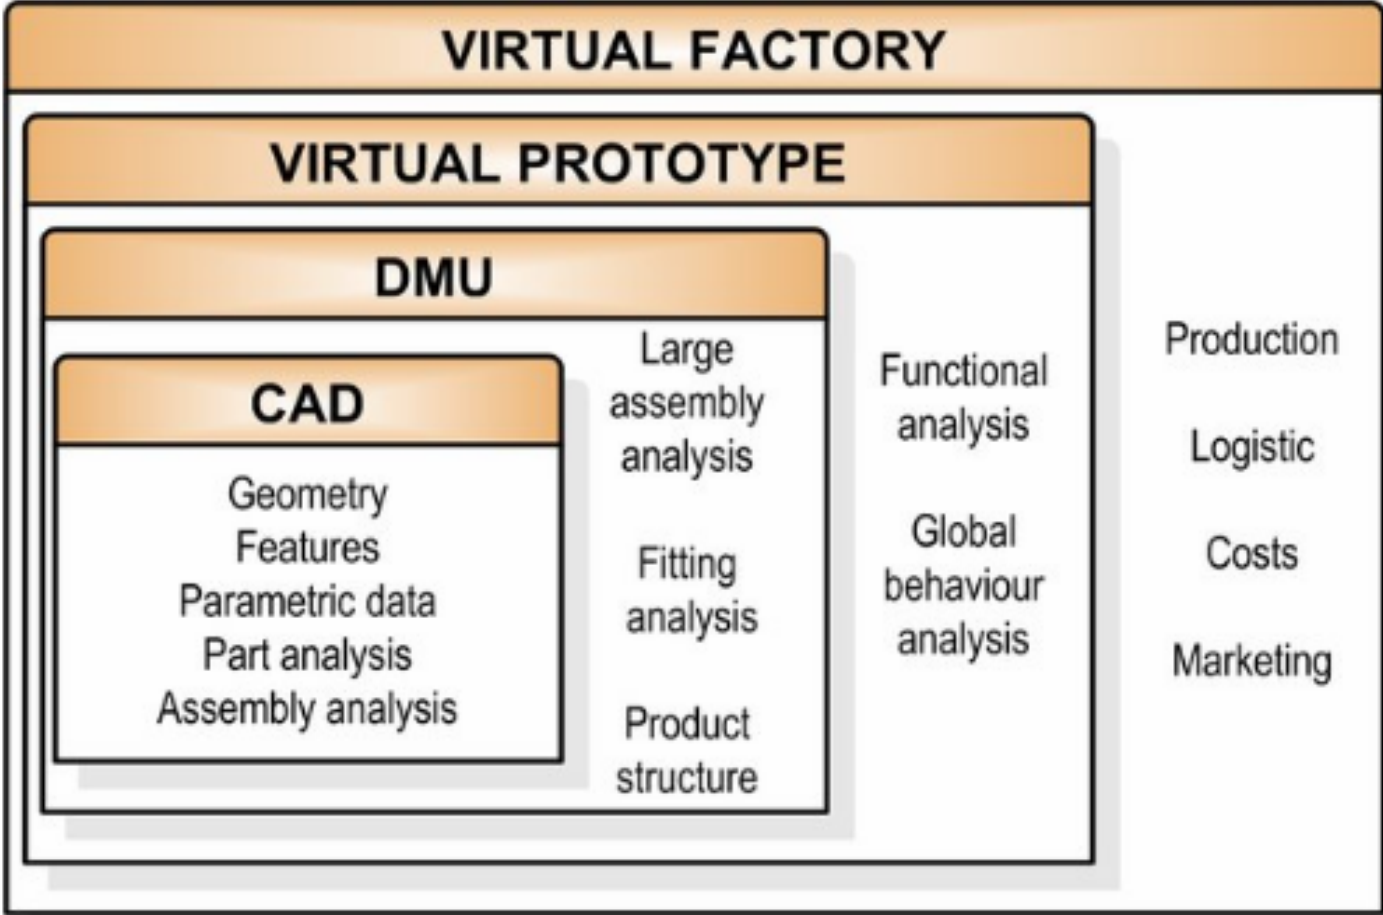 VIRTUAL FACTORY
VIRTUAL PROTOTYPE
DMU
CAD
Geometry
Features
Parametric data
Part analysis
Assembly analysis
Large
assembly
analysis
Fitting
analysis
Product
structure
Functional
analysis
Global
behaviour
analysis
Production
Logistic
Costs
Marketing